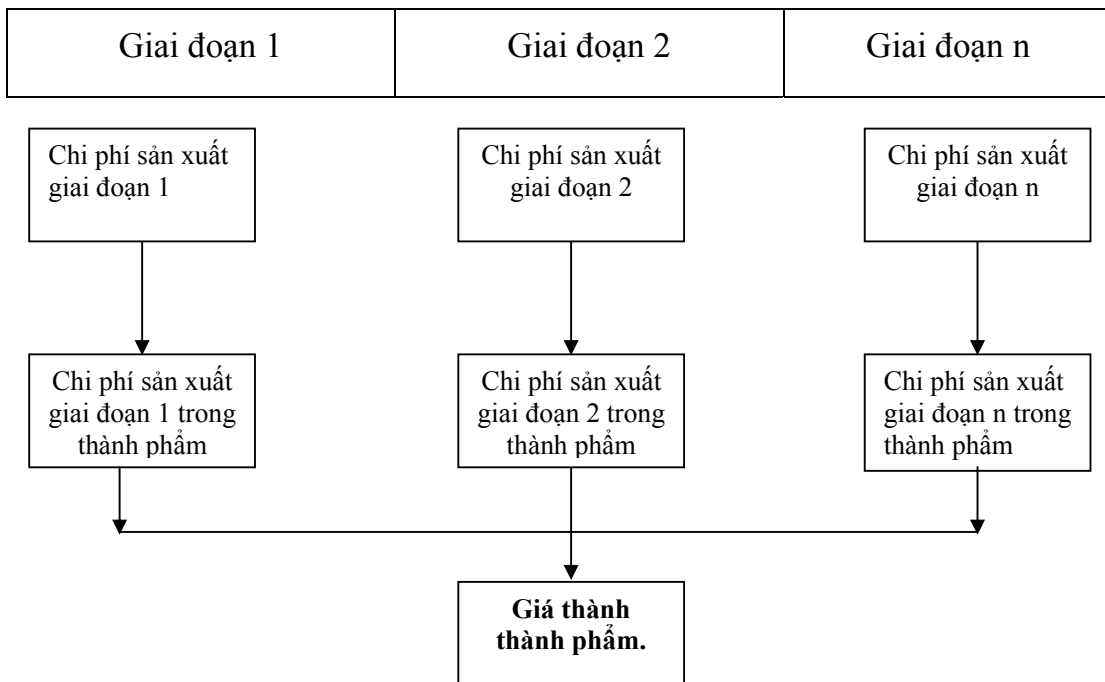 Giai đoạn 1
Giai đoạn 2
Giai đoạn n
Chi phí sản xuất
giai đoạn 1
Chi phí sản xuất
giai đoạn 2
Chi phí sản xuất
giai đoạn n
Chi phí sản xuất
giai đoạn 1 trong
thành phẩm
Chi phí sản xuất
giai đoạn 2 trong
thành phẩm
Chi phí sản xuất
giai đoạn n trong
thành phẩm
Giá thành
thành phẩm.